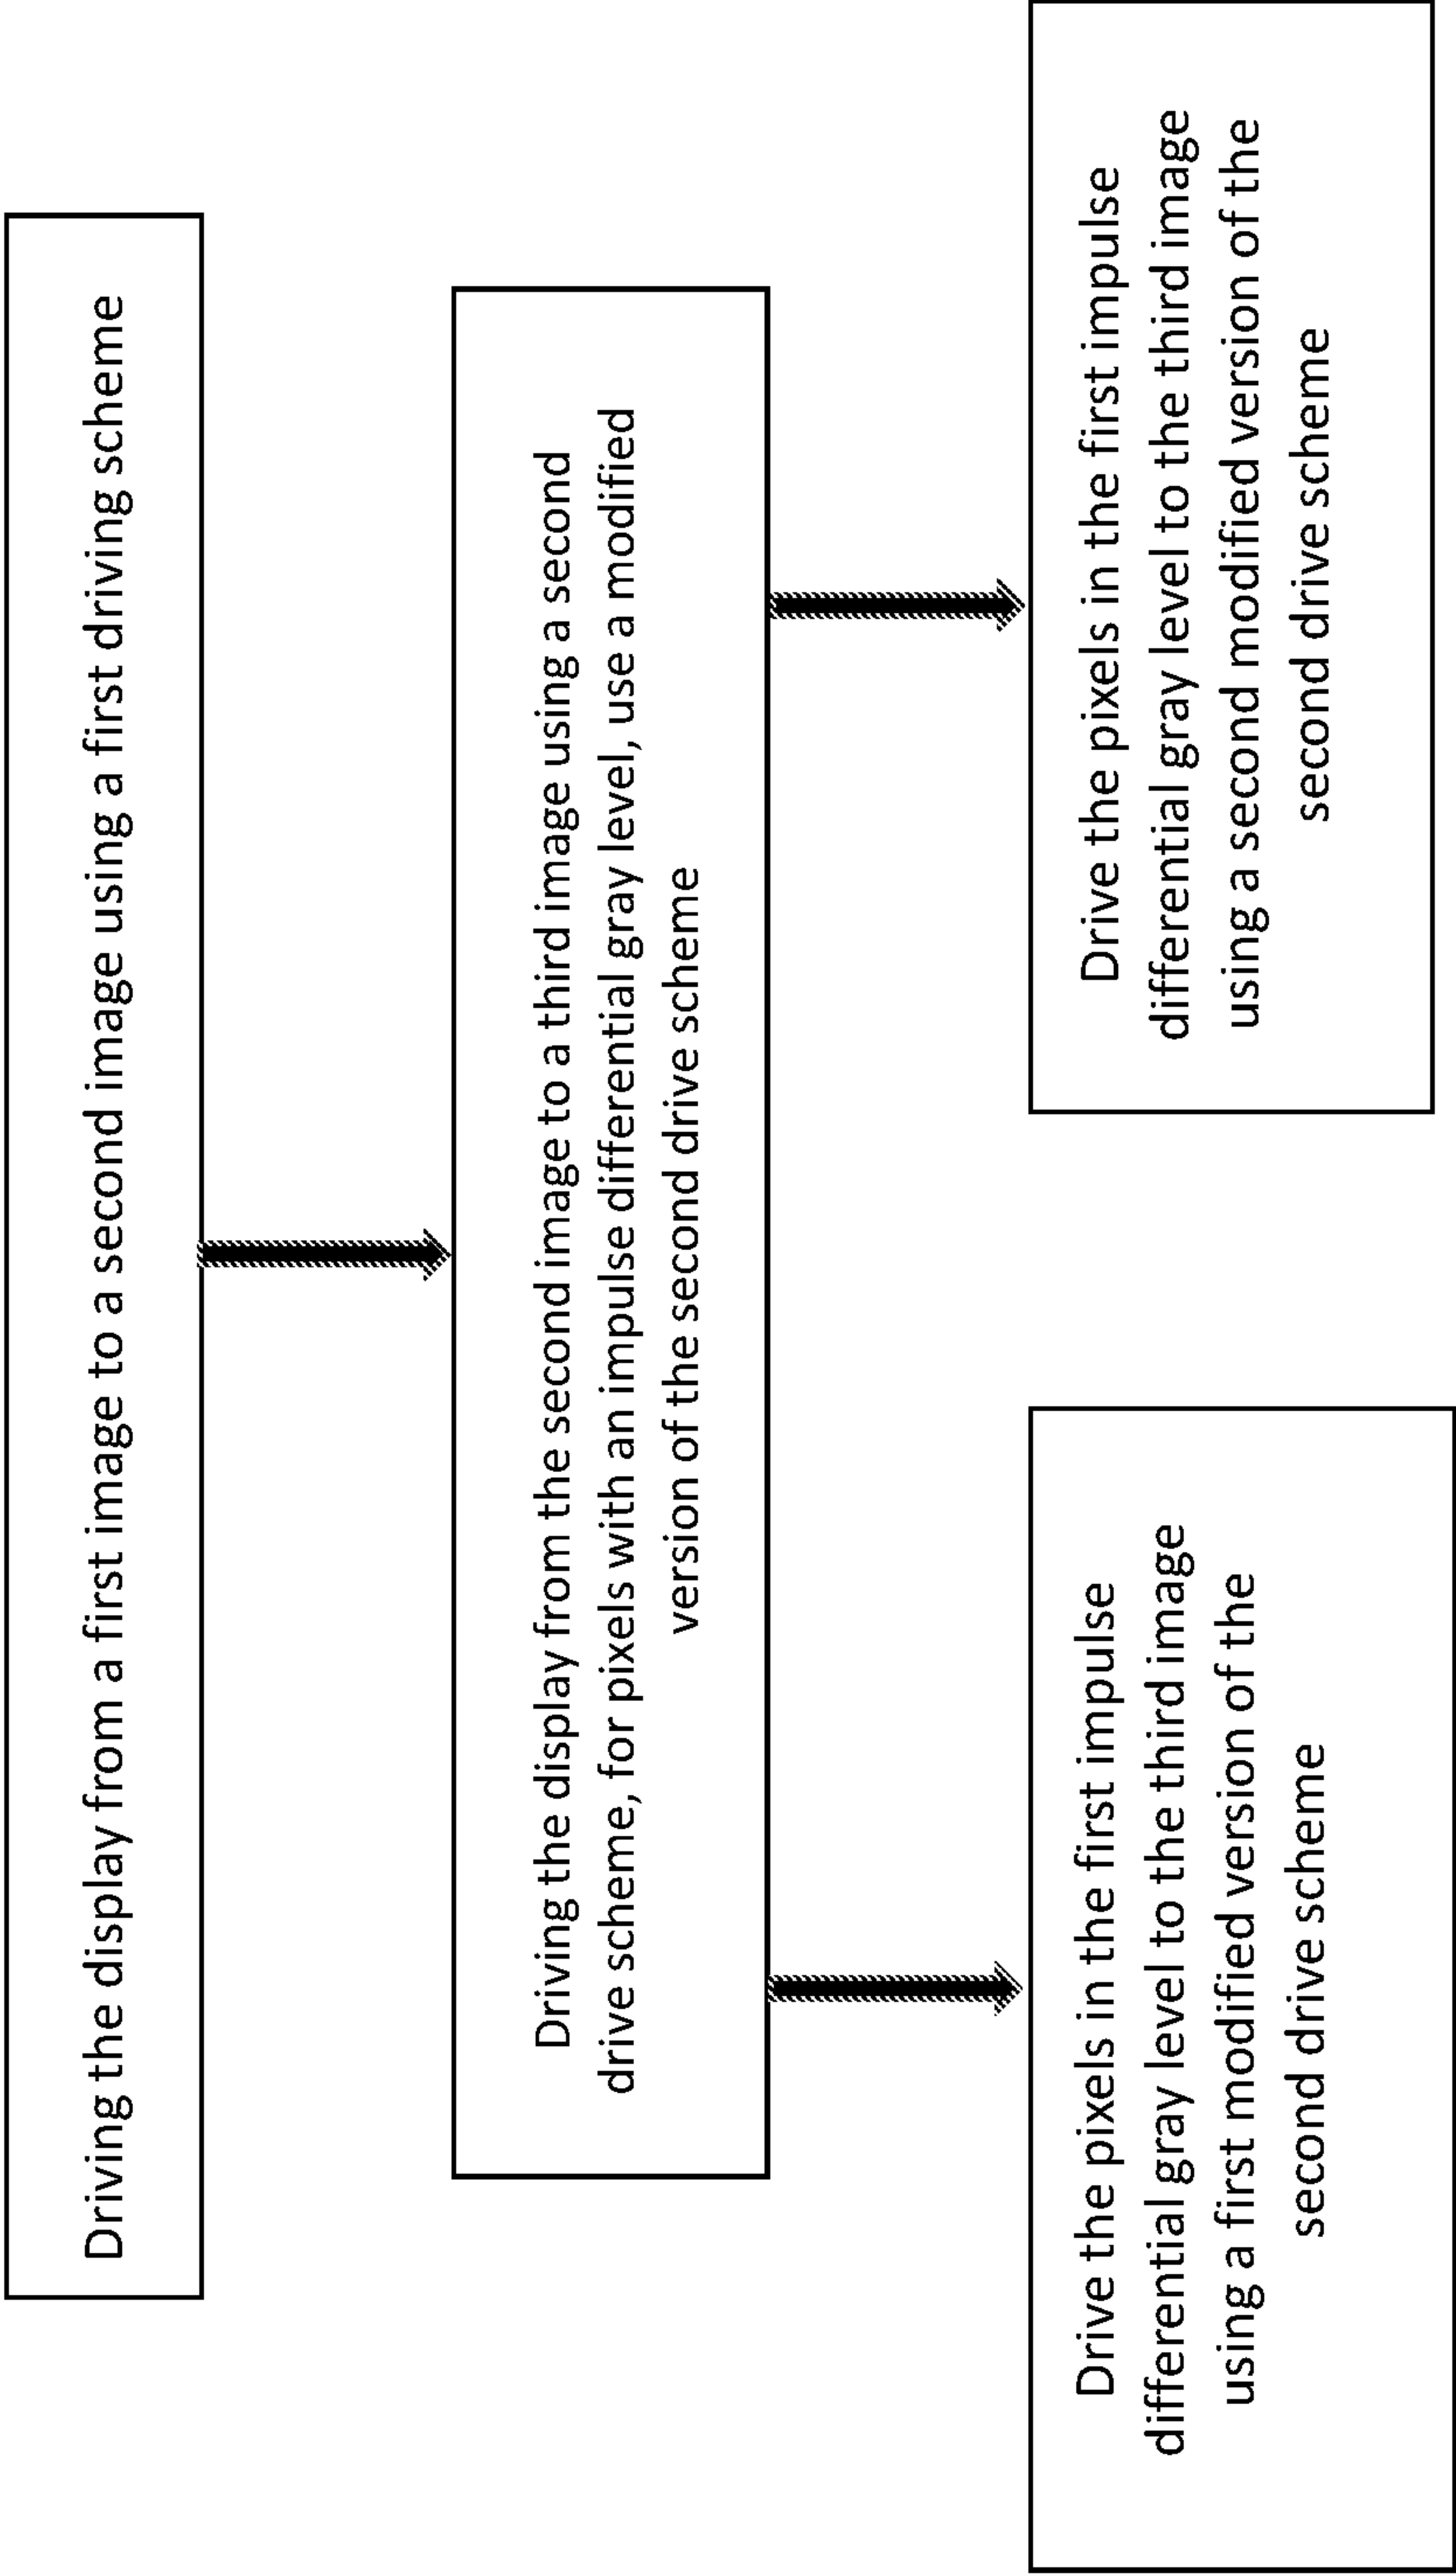 Driving the display from a first image to a second image using a first driving scheme
Driving the display from the second image to a third image using a second
drive scheme, for pixels with an impulse differential gray level, use a modified
version of the second drive scheme
Drive the pixels in the first impulse
differential gray level to the third image
using a first modified version of the
second drive scheme
Drive the pixels in the first impulse
differential gray level to the third image
using a second modified version of the
second drive scheme